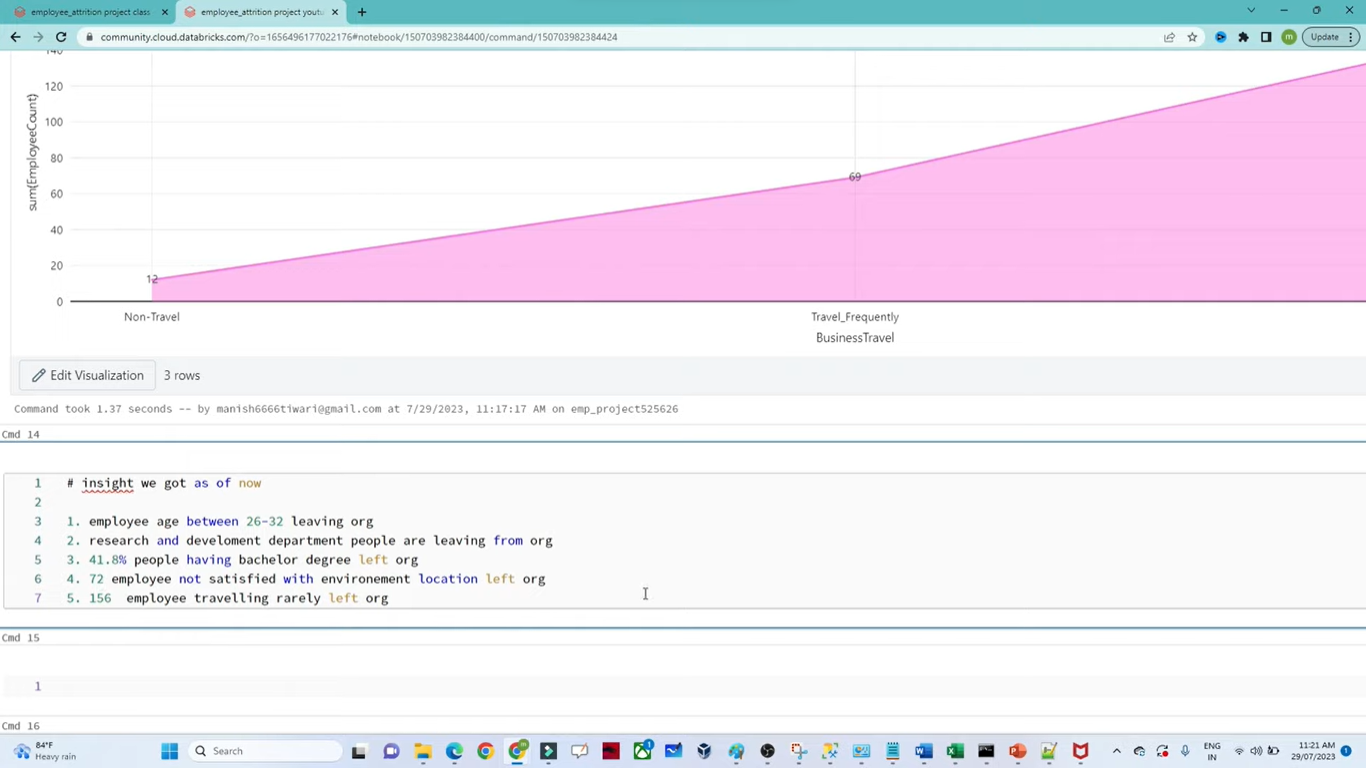 employee_attrition project class
employee_attrition project youtu
community.cloud.databricks.com/?o=1656496177022176#notebook/150703982384400/command/150703982384424
m
Update
140
120
100
80
60
40
20
0
sum(EmployeeCount)
12
69
Non-Travel
Travel_Frequently
BusinessTravel
Edit Visualization
3 rows
Command took 1.37 seconds -- by manish6666tiwari@gmail.com at 7/29/2023, 11:17:17 AM on emp_project525626
Cmd 14
1 # insight we got as of now
2
3 1. employee age between 26-32 leaving org
4 2. research and develoment department people are leaving from org
5 3. 41.8% people having bachelor degree left org
6 4. 72 employee not satisfied with environement location left org
7 5. 156 employee travelling rarely left org
Cmd 15
1
Cmd 16
84°F
Heavy rain
Search
ENG
IN
11:21 AM
29/07/2023
1